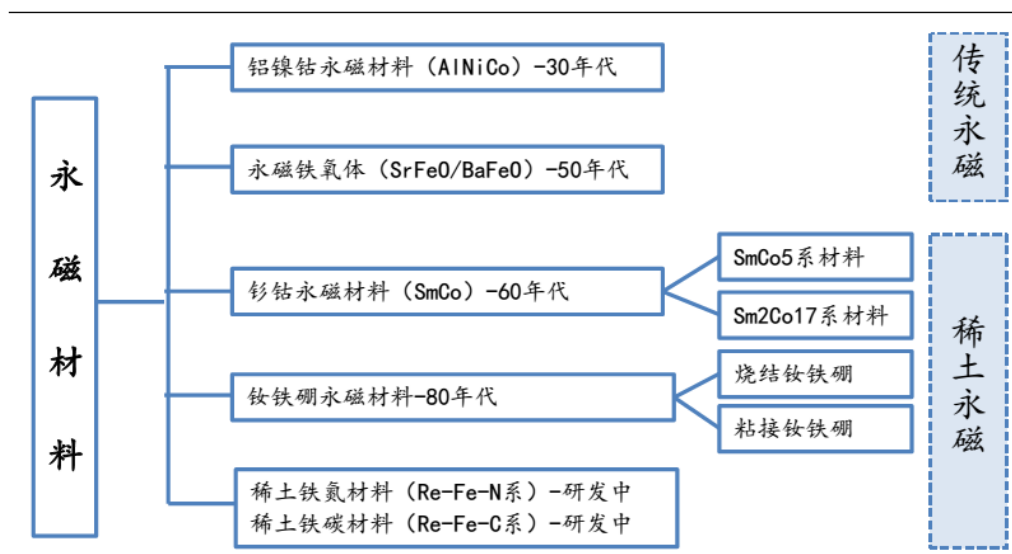 永磁材料
铝镍钴永磁材料（AlNiCo）-30年代
永磁铁氧体（SrFeO/BaFeO）-50年代
钐钴永磁材料（SmCo）-60年代
SmCo5系材料
Sm2Co17系材料
钕铁硼永磁材料-80年代
烧结钕铁硼
粘接钕铁硼
稀土铁氮材料（Re-Fe-N系）-研发中
稀土铁碳材料（Re-Fe-C系）-研发中
传统永磁
稀土永磁